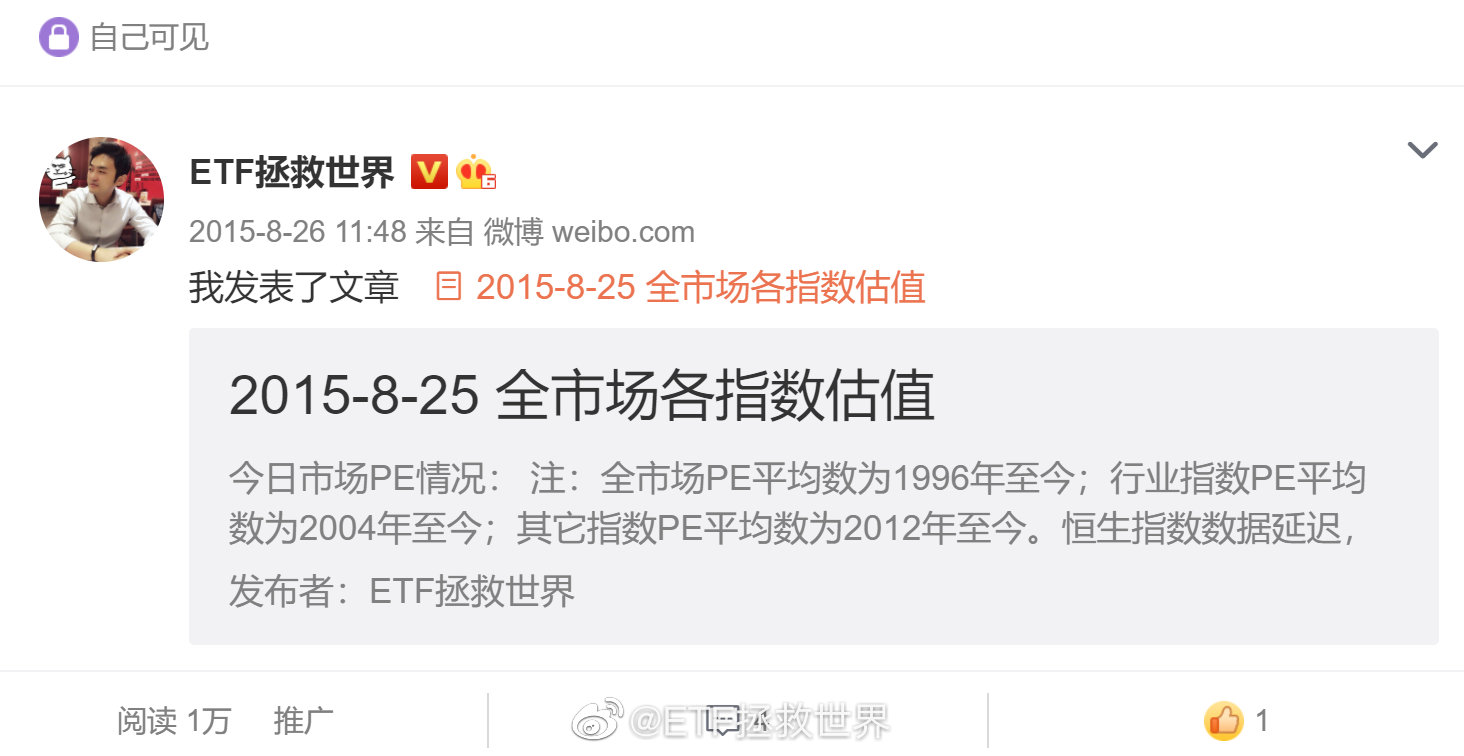 自己可见
ETF拯救世界
2015-8-26 11:48 来自 微博 weibo.com
我发表了文章 2015-8-25 全市场各指数估值
2015-8-25 全市场各指数估值
今日市场PE情况： 注：全市场PE平均数为1996年至今；行业指数PE平均
数为2004年至今；其它指数PE平均数为2012年至今。恒生指数数据延迟，
发布者：ETF拯救世界
阅读 1万 推广 4 1
@ETF拯救世界